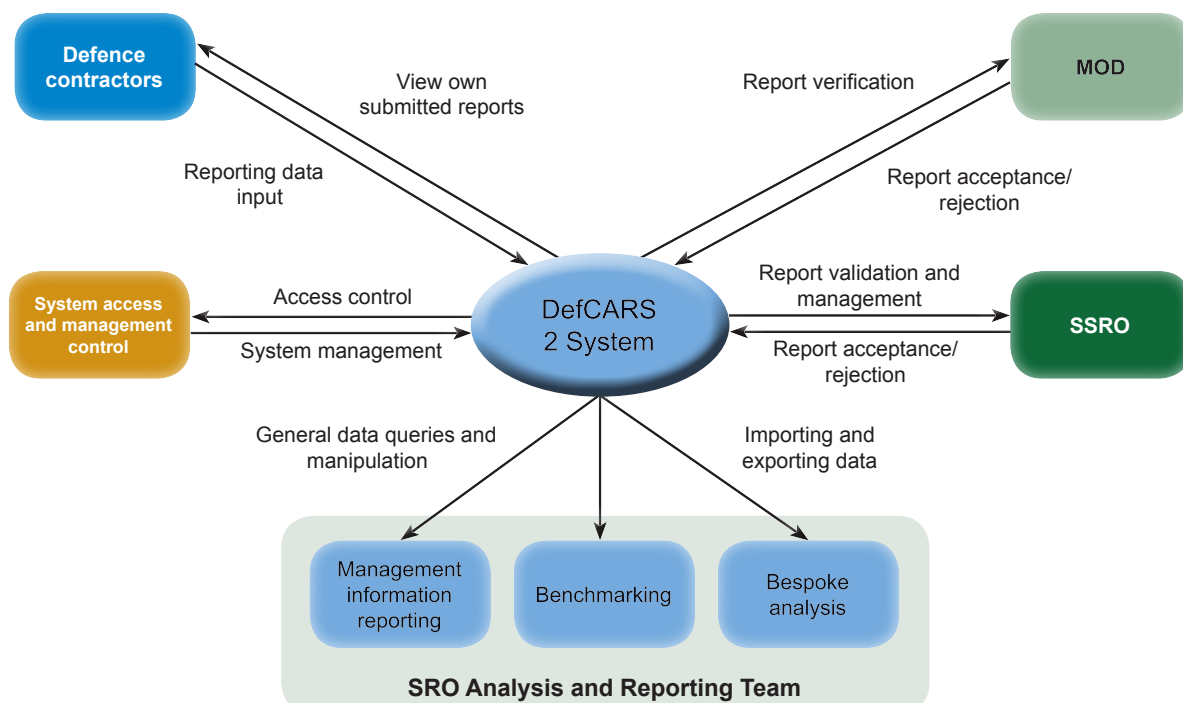 Defence
contractors
View own
submitted reports
Reporting data
input
Report verification
MOD
Report acceptance/
rejection
System access
and management
control
Access control
System management
DefCARS
2 System
Report validation and
management
Report acceptance/
rejection
SSRO
General data queries and
manipulation
Importing and
exporting data
Management
information
reporting
Benchmarking
Bespoke
analysis
SRO Analysis and Reporting Team